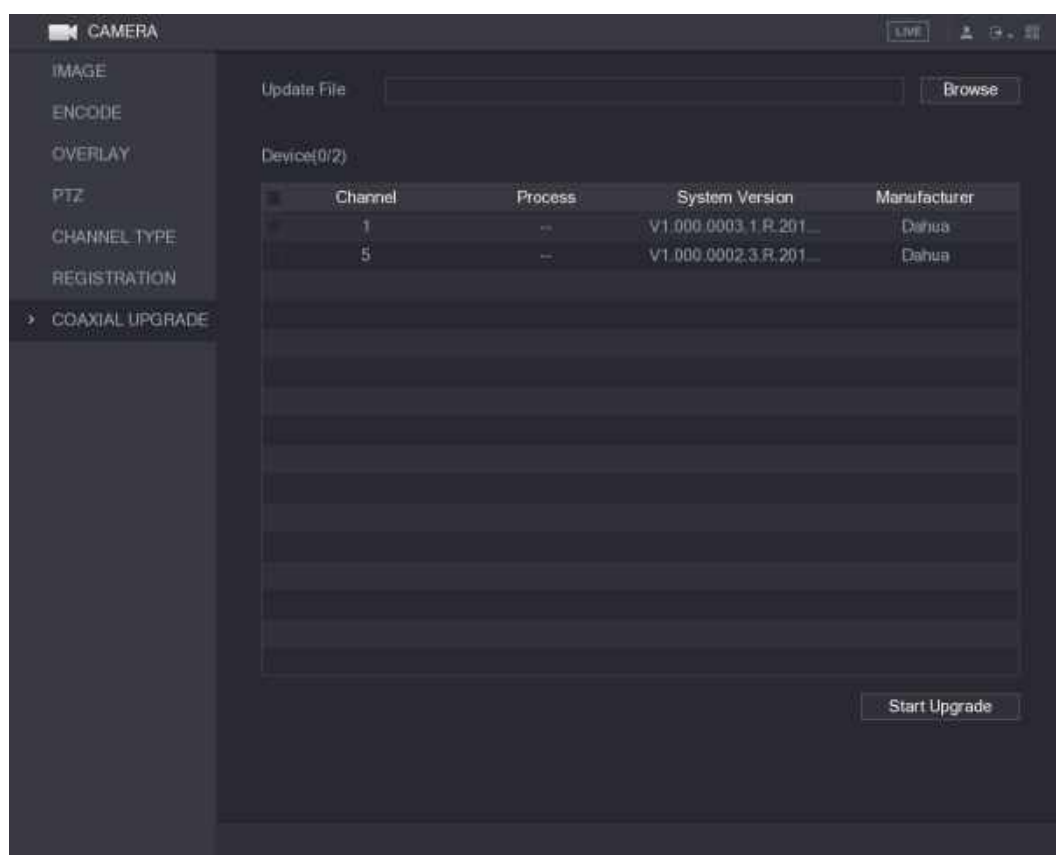 CAMERA
LIVE
IMAGE
ENCODE
OVERLAY
PTZ
CHANNEL TYPE
REGISTRATION
COAXIAL UPGRADE
Update File
Browse
Device(0/2)
Channel Process System Version Manufacturer
1 -- V1.000.0003.1.R.201... Dahua
5 -- V1.000.0002.3.R.201... Dahua
Start Upgrade